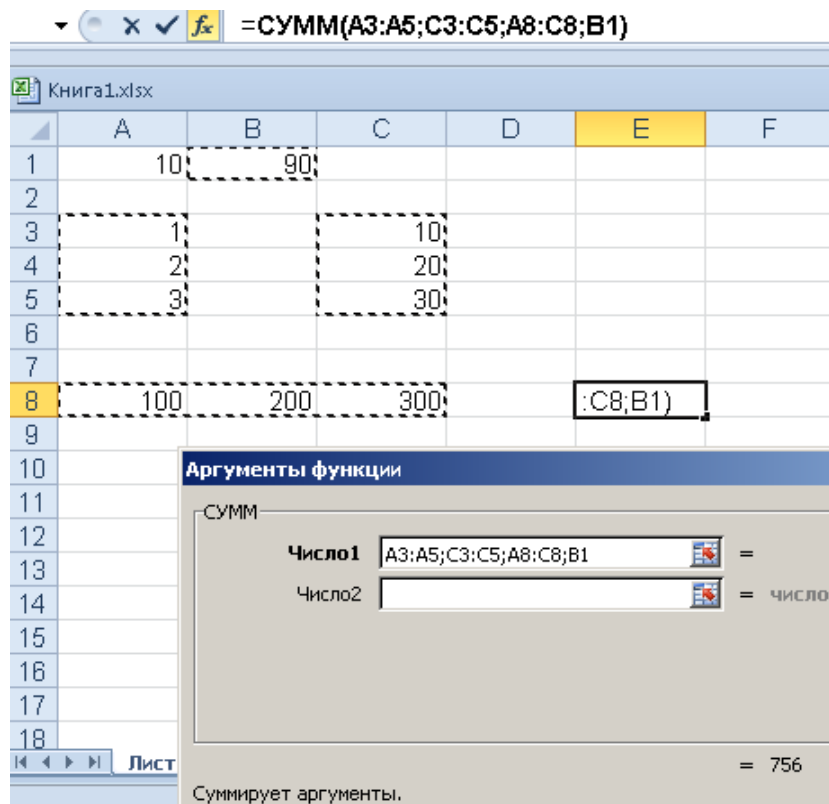 fx =СУММ(A3:A5;C3:C5;A8:C8;B1)
Книга1.xlsx
A B C D E F
1 10 90
2
3 1 10
4 2 20
5 3 30
6
7
8 100 200 300 :C8;B1)
9
10 Аргументы функции
11 СУММ
12 Число1 A3:A5;C3:C5;A8:C8;B1 =
13
14 Число2 = число
15
16
17
18
Лист = 756
Суммирует аргументы.